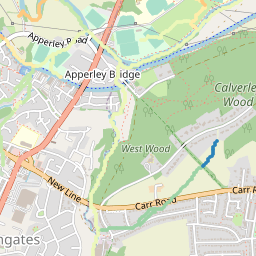 Apperley Road
Apperley Bridge
Calverley
Wood
West Wood
New Line
Carr Road
Carr R
ngates